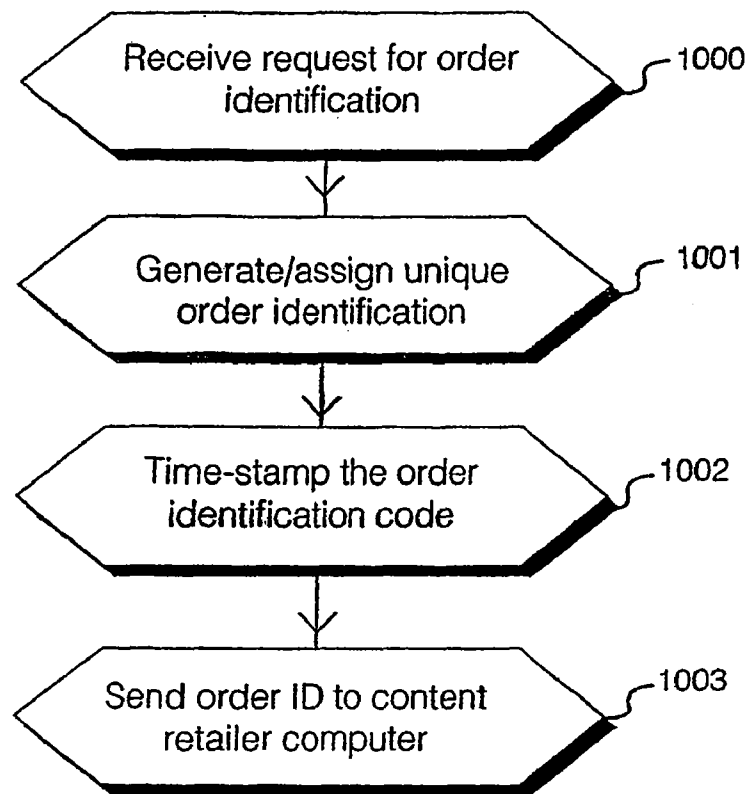 Receive request for order
identification
1000
Generate/assign unique
order identification
1001
Time-stamp the order
identification code
1002
Send order ID to content
retailer computer
1003